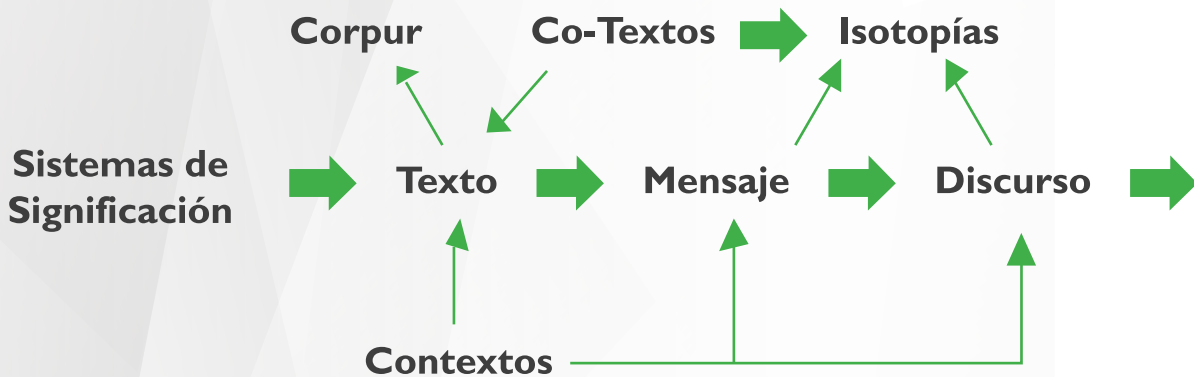 Corpur
Co-Textos
Isotopías
Sistemas de
Significación
Texto
Mensaje
Discurso
Contextos